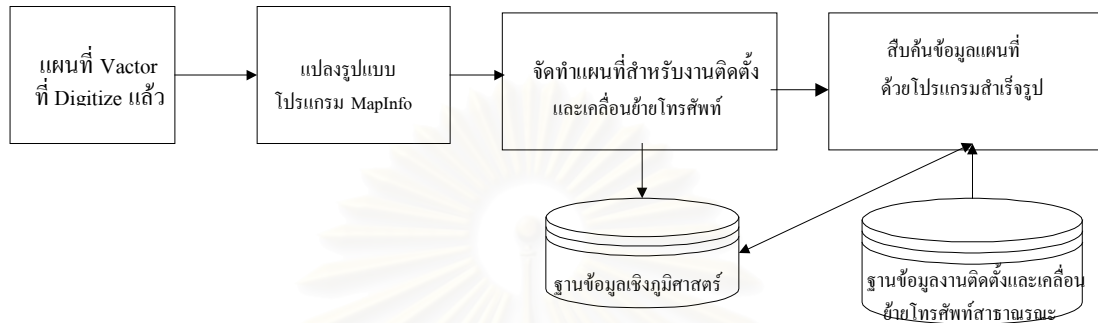 แผนที่ Vactor
ที่ Digitize แล้ว
แปลงรูปแบบ
โปรแกรม MapInfo
จัดทำแผนที่สำหรับงานติดตั้ง
และเคลื่อนย้ายโทรศัพท์
สืบค้นข้อมูลแผนที่
ด้วยโปรแกรมสำเร็จรูป
ฐานข้อมูลเชิงภูมิศาสตร์
ฐานข้อมูลงานติดตั้งและเคลื่อน
ย้ายโทรศัพท์สาธาณรณะ